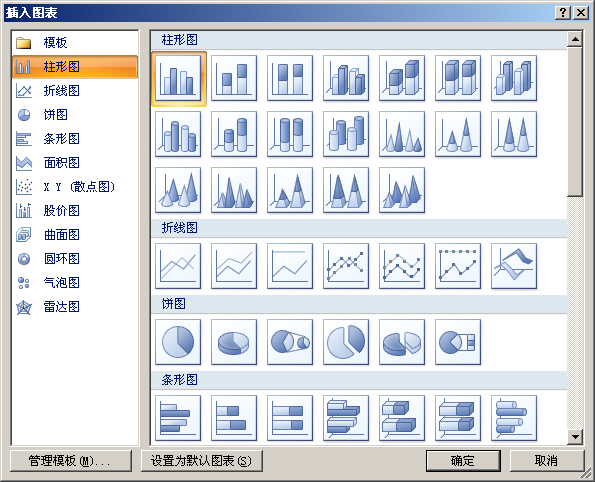 插入图表
模板
柱形图
折线图
饼图
条形图
面积图
X Y (散点图)
股价图
曲面图
圆环图
气泡图
雷达图
柱形图
折线图
饼图
条形图
管理模板(M)...
设置为默认图表(S)
确定
取消